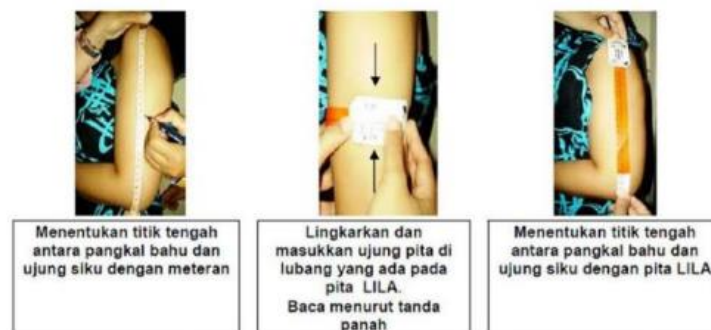 Menentukan titik tengah
antara pangkal bahu dan
ujung siku dengan meteran
Lingkarkan dan
masukkan ujung pita di
lubang yang ada pada
pita LILA.
Baca menurut tanda
panah
Menentukan titik tengah
antara pangkal bahu dan
ujung siku dengan pita LILA